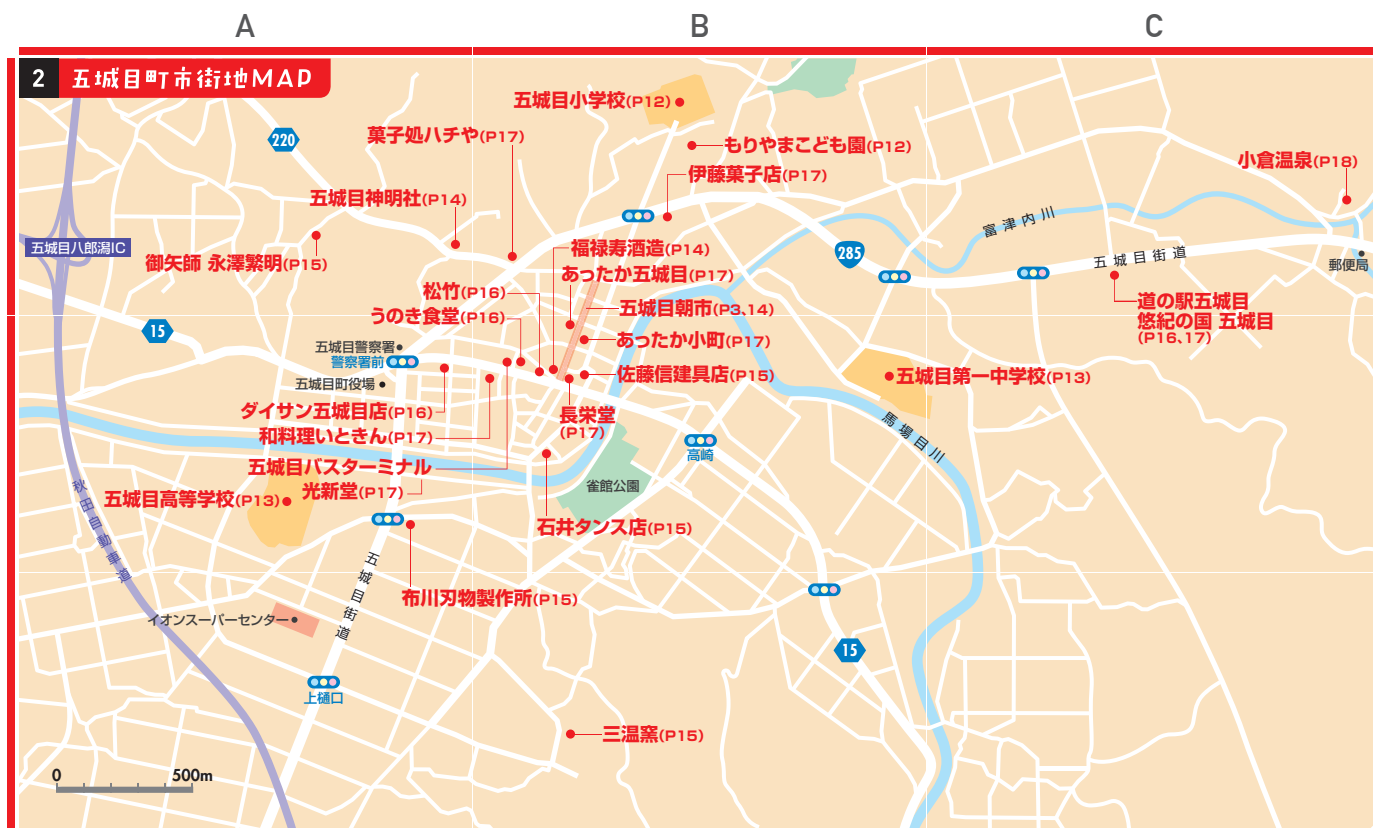 A
B
C
2 五城目町市街地MAP
五城目小学校(P12)
220
菓子処ハチや(P17)
もりやまこども園(P12)
伊藤菓子店(P17)
小倉温泉(P18)
五城目神明社(P14)
富津内川
五城目八郎潟IC
御矢師 永澤繁明(P15)
福禄寿酒造(P14)
285
五城目街道
郵便局
あったか五城目(P17)
松竹(P16)
五城目朝市(P3、14)
道の駅五城目
悠紀の国 五城目
(P16、17)
うのき食堂(P16)
15
あったか小町(P17)
五城目警察署
警察署前
五城目町役場
佐藤信建具店(P15)
五城目第一中学校(P13)
ダイサン五城目店(P16)
長栄堂
(P17)
和料理いときん(P17)
馬場目川
高崎
五城目バスターミナル
光新堂(P17)
雀館公園
五城目高等学校(P13)
秋田自動車道
石井タンス店(P15)
五城目街道
布川刃物製作所(P15)
イオンスーパーセンター
15
上樋口
三温窯(P15)
0 500m